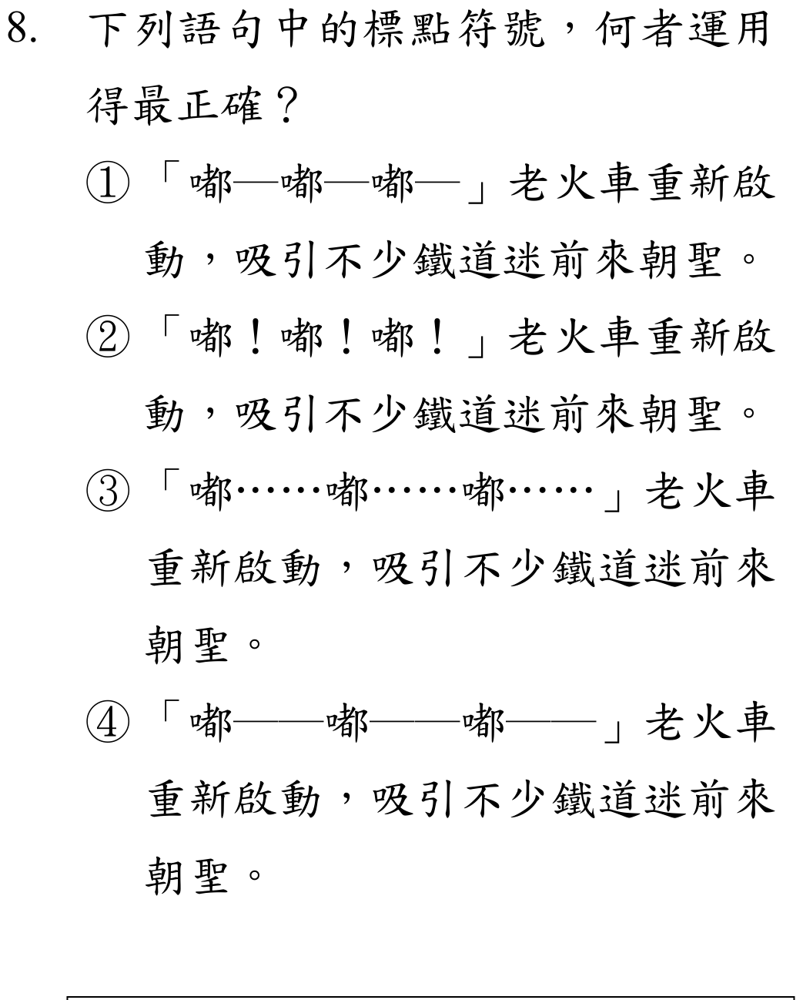 8. 下列語句中的標點符號，何者運用
得最正確？
①「嘟—嘟—嘟—」老火車重新啟
動，吸引不少鐵道迷前來朝聖。
②「嘟！嘟！嘟！」老火車重新啟
動，吸引不少鐵道迷前來朝聖。
③「嘟……嘟……嘟……」老火車
重新啟動，吸引不少鐵道迷前來
朝聖。
④「嘟——嘟——嘟——」老火車
重新啟動，吸引不少鐵道迷前來
朝聖。